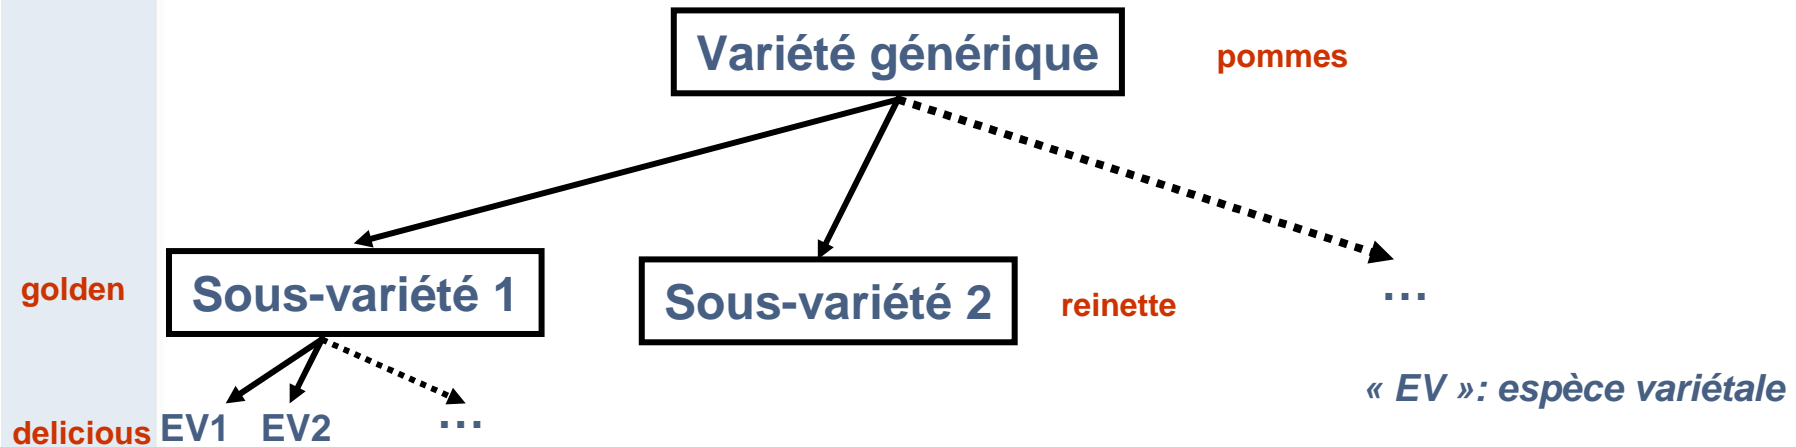 Variété générique
pommes
golden
Sous-variété 1
Sous-variété 2
reinette
...
« EV »: espèce variétale
delicious
EV1
EV2
...